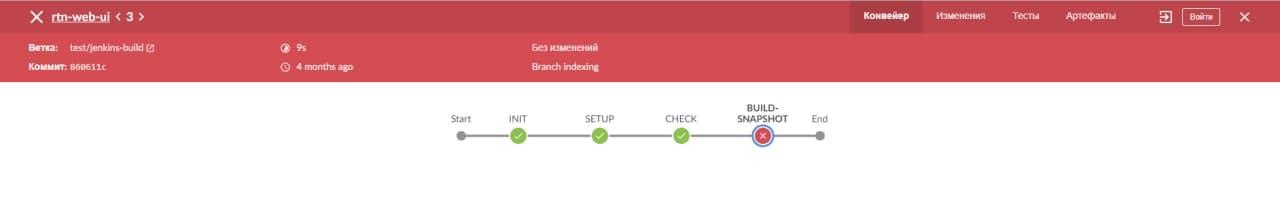 rtn-web-ui < 3 > Конвейер Изменения Тесты Артефакты Войти
Ветка: test/jenkins-build 9s Без изменений
Коммит: 860611c 4 months ago Branch indexing
Start INIT SETUP CHECK BUILD-
SNAPSHOT End